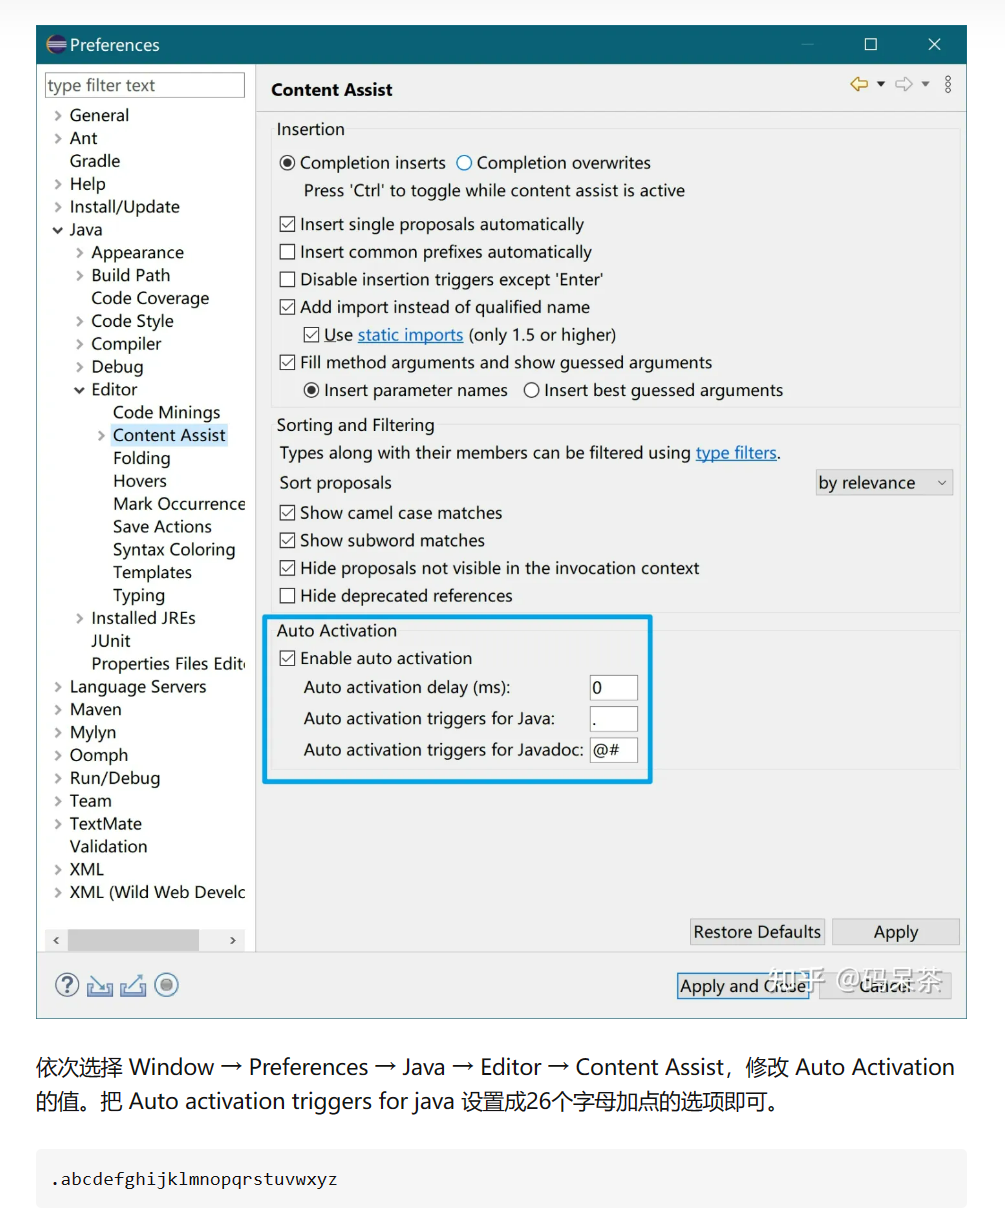 Preferences
type filter text
General
Ant
Gradle
Help
Install/Update
Java
Appearance
Build Path
Code Coverage
Code Style
Compiler
Debug
Editor
Code Minings
Content Assist
Folding
Hovers
Mark Occurrence
Save Actions
Syntax Coloring
Templates
Typing
Installed JREs
JUnit
Properties Files Edit
Language Servers
Maven
Mylyn
Oomph
Run/Debug
Team
TextMate
Validation
XML
XML (Wild Web Develc
Content Assist
Insertion
Completion inserts Completion overwrites
Press 'Ctrl' to toggle while content assist is active
Insert single proposals automatically
Insert common prefixes automatically
Disable insertion triggers except 'Enter'
Add import instead of qualified name
Use static imports (only 1.5 or higher)
Fill method arguments and show guessed arguments
Insert parameter names Insert best guessed arguments
Sorting and Filtering
Types along with their members can be filtered using type filters.
Sort proposals by relevance
Show camel case matches
Show subword matches
Hide proposals not visible in the invocation context
Hide deprecated references
Auto Activation
Enable auto activation
Auto activation delay (ms): 0
Auto activation triggers for Java: .
Auto activation triggers for Javadoc: @#
Restore Defaults Apply
Apply and Close Cancel
知乎 @码呆茶
依次选择 Window → Preferences → Java → Editor → Content Assist，修改 Auto Activation
的值。把 Auto activation triggers for java 设置成26个字母加点的选项即可。
.abcdefghijklmnopqrstuvwxyz